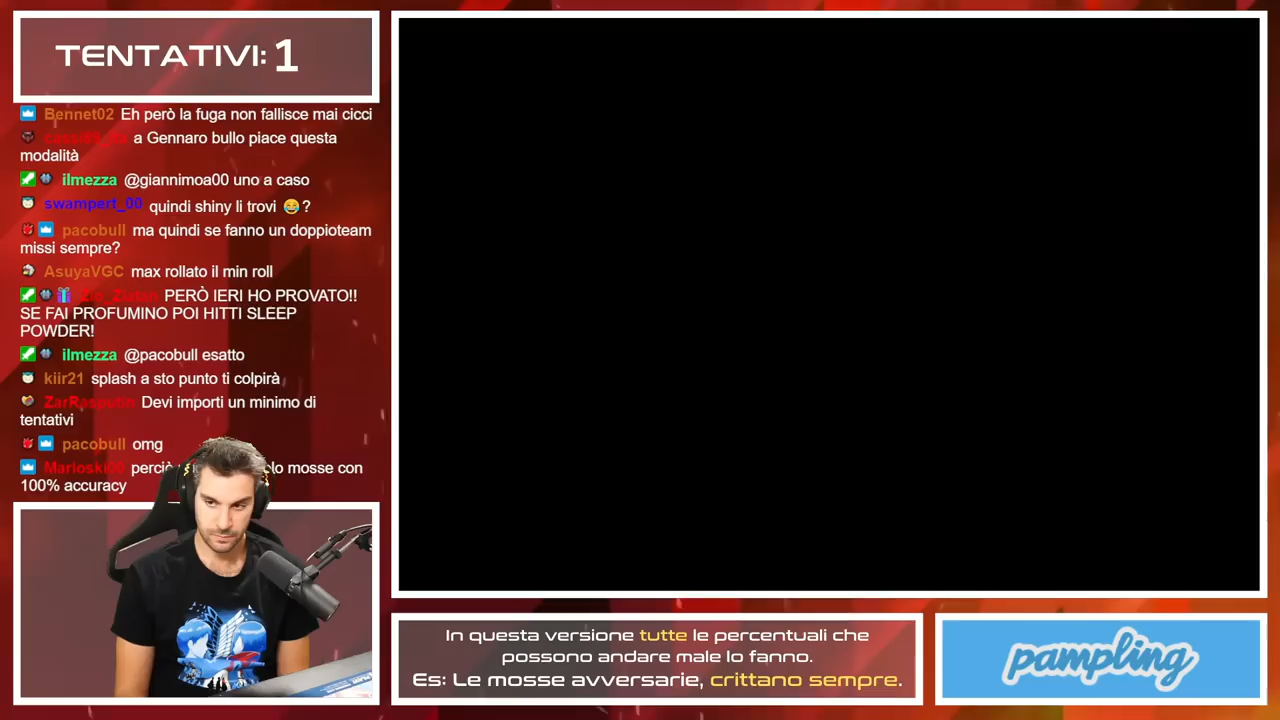 TENTATIVI: 1
Bennet02 Eh però la fuga non fallisce mai cicci
a Gennaro bullo piace questa
modalità
ilmezza @giannimoa00 uno a caso
swampert_00 quindi shiny li trovi 😂?
pacobull ma quindi se fanno un doppioteam
missi sempre?
AsuyaVGC max rollato il min roll
PERÒ IERI HO PROVATO!!
SE FAI PROFUMINO POI HITTI SLEEP
POWDER!
ilmezza @pacobull esatto
kiir21 splash a sto punto ti colpirà
ZarRasputin Devi importi un minimo di
tentativi
pacobull omg
perciò mosse con
100% accuracy
In questa versione tutte le percentuali che
possono andare male lo fanno.
Es: Le mosse avversarie, crittano sempre.
pampling